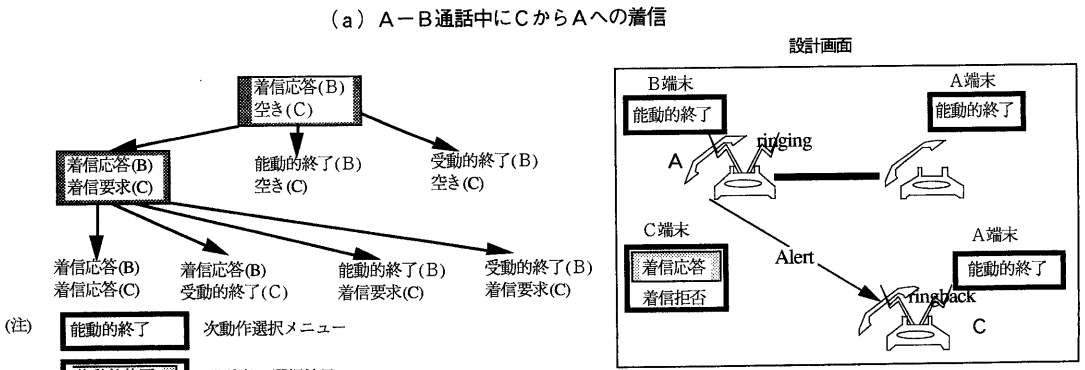 (a) A－B通話中にCからAへの着信
着信応答(B)
空き(C)
着信応答(B)
着信要求(C)
能動的終了(B)
空き(C)
受動的終了(B)
空き(C)
着信応答(B)
着信応答(C)
着信応答(B)
受動的終了(C)
能動的終了(B)
着信要求(C)
受動的終了(B)
着信要求(C)
(注)
能動的終了
次動作選択メニュー
設計画面
B端末
能動的終了
A端末
能動的終了
ringing
A
C端末
着信応答
着信拒否
Alert
A端末
能動的終了
ringback
C